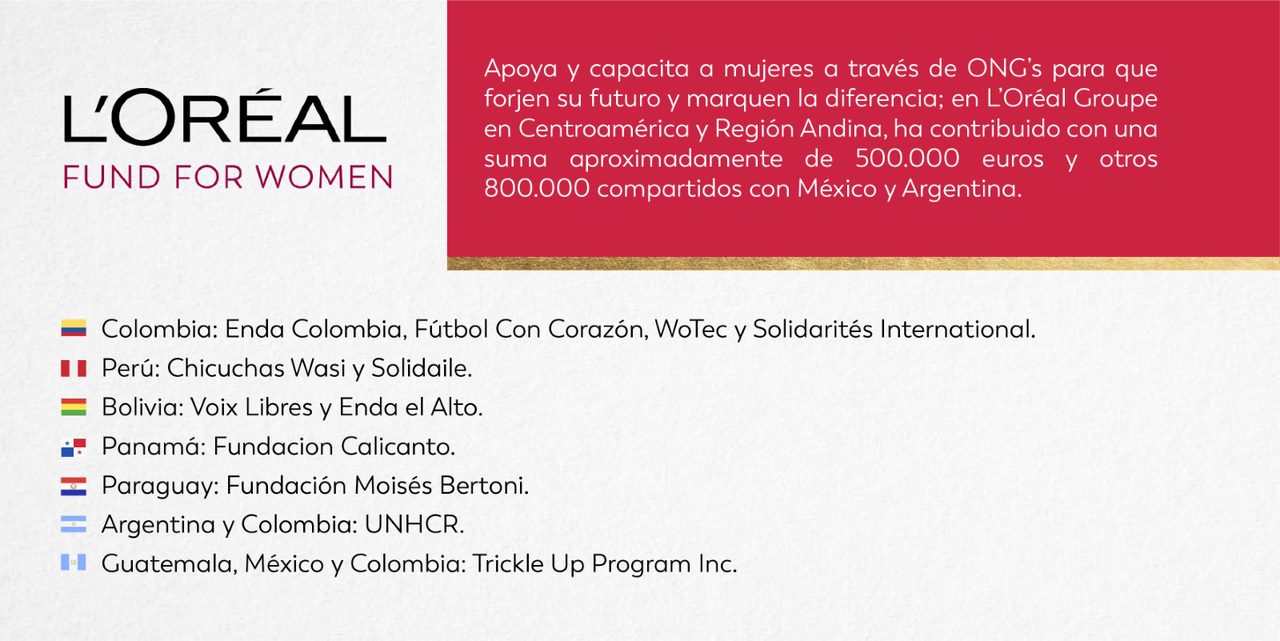 L'ORÉAL
FUND FOR WOMEN
Apoya y capacita a mujeres a través de ONG's para que
forjen su futuro y marquen la diferencia; en L'Oréal Groupe
en Centroamérica y Región Andina, ha contribuido con una
suma aproximadamente de 500.000 euros y otros
800.000 compartidos con México y Argentina.
Colombia: Enda Colombia, Fútbol Con Corazón, WoTec y Solidarités International.
Perú: Chicuchas Wasi y Solidaile.
Bolivia: Voix Libres y Enda el Alto.
Panamá: Fundacion Calicanto.
Paraguay: Fundación Moisés Bertoni.
Argentina y Colombia: UNHCR.
Guatemala, México y Colombia: Trickle Up Program Inc.